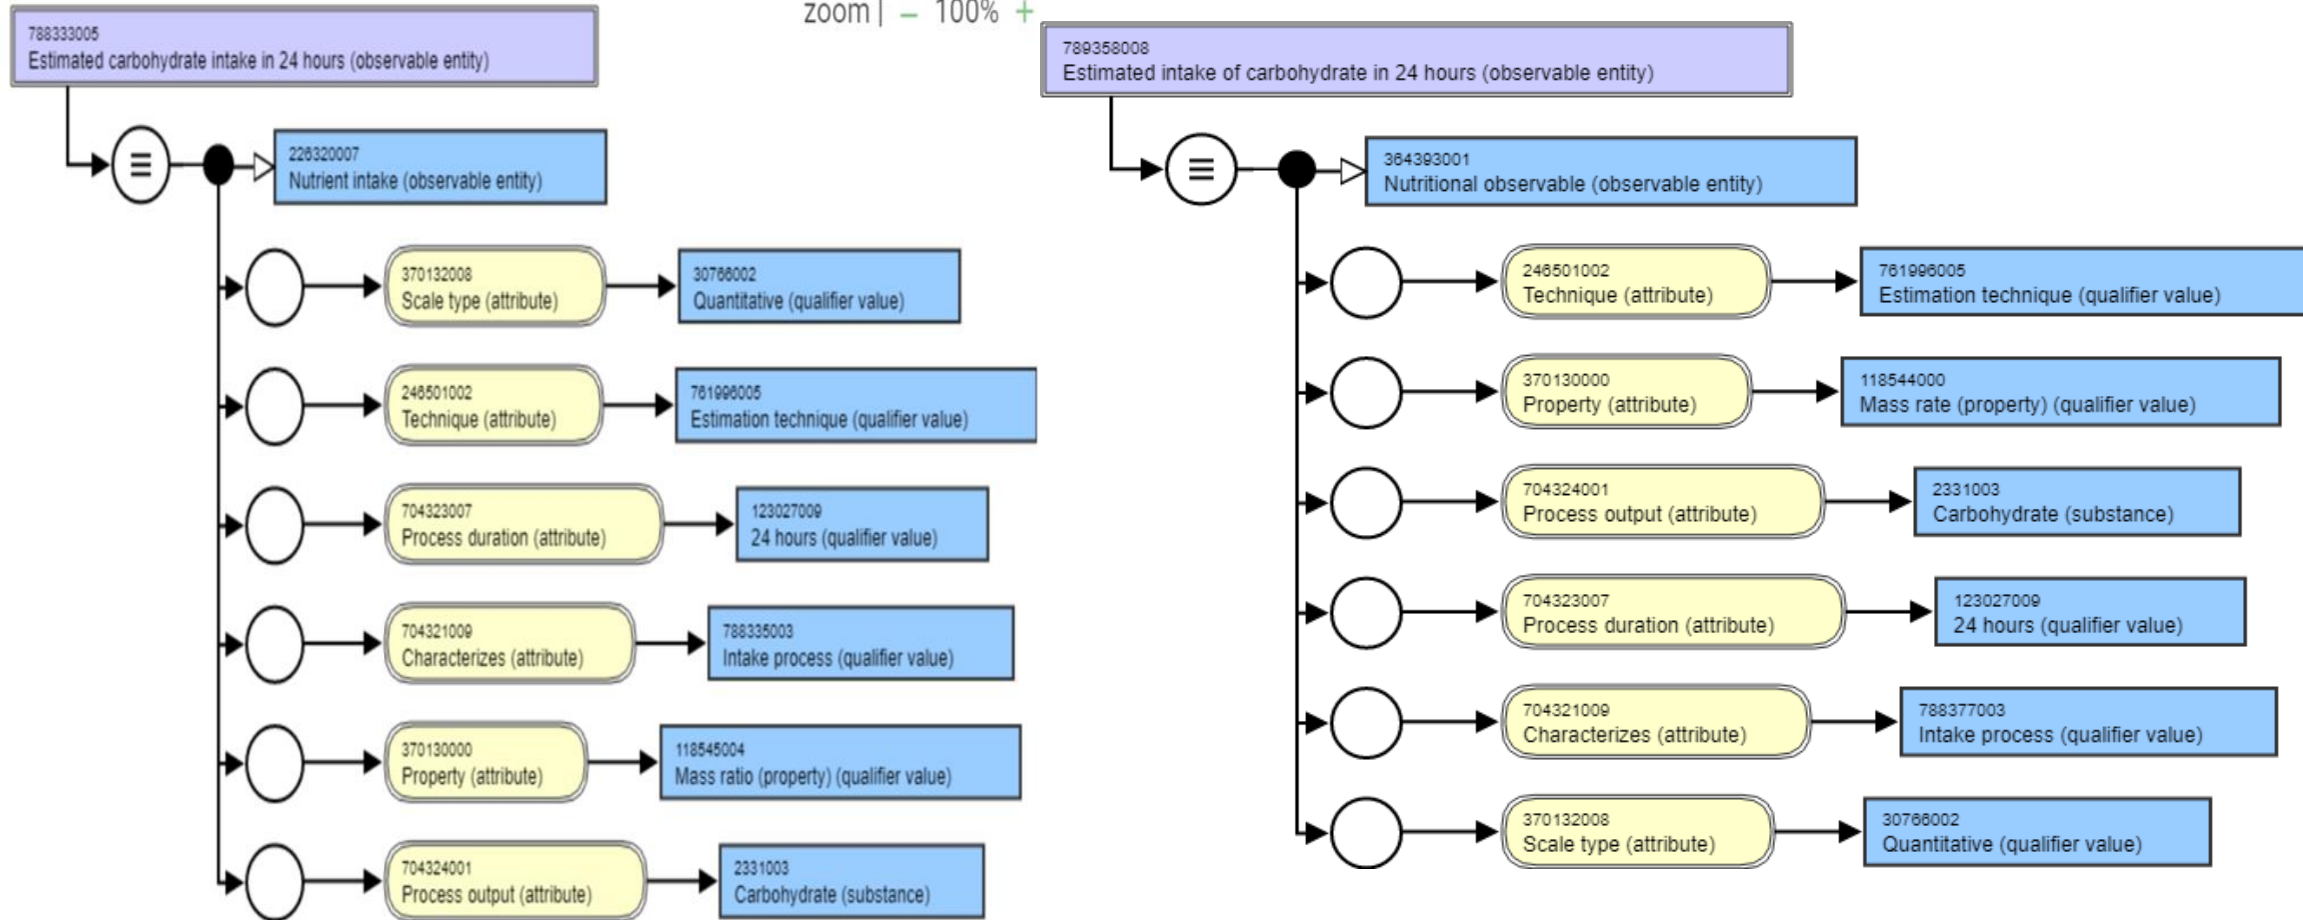 zoom | − 100% +
788333005
Estimated carbohydrate intake in 24 hours (observable entity)
226320007
Nutrient intake (observable entity)
370132008
Scale type (attribute)
30766002
Quantitative (qualifier value)
246501002
Technique (attribute)
761996005
Estimation technique (qualifier value)
704323007
Process duration (attribute)
123027009
24 hours (qualifier value)
704321009
Characterizes (attribute)
788335003
Intake process (qualifier value)
370130000
Property (attribute)
118545004
Mass ratio (property) (qualifier value)
704324001
Process output (attribute)
2331003
Carbohydrate (substance)
789358008
Estimated intake of carbohydrate in 24 hours (observable entity)
364393001
Nutritional observable (observable entity)
246501002
Technique (attribute)
761996005
Estimation technique (qualifier value)
370130000
Property (attribute)
118544000
Mass rate (property) (qualifier value)
704324001
Process output (attribute)
2331003
Carbohydrate (substance)
704323007
Process duration (attribute)
123027009
24 hours (qualifier value)
704321009
Characterizes (attribute)
788377003
Intake process (qualifier value)
370132008
Scale type (attribute)
30766002
Quantitative (qualifier value)